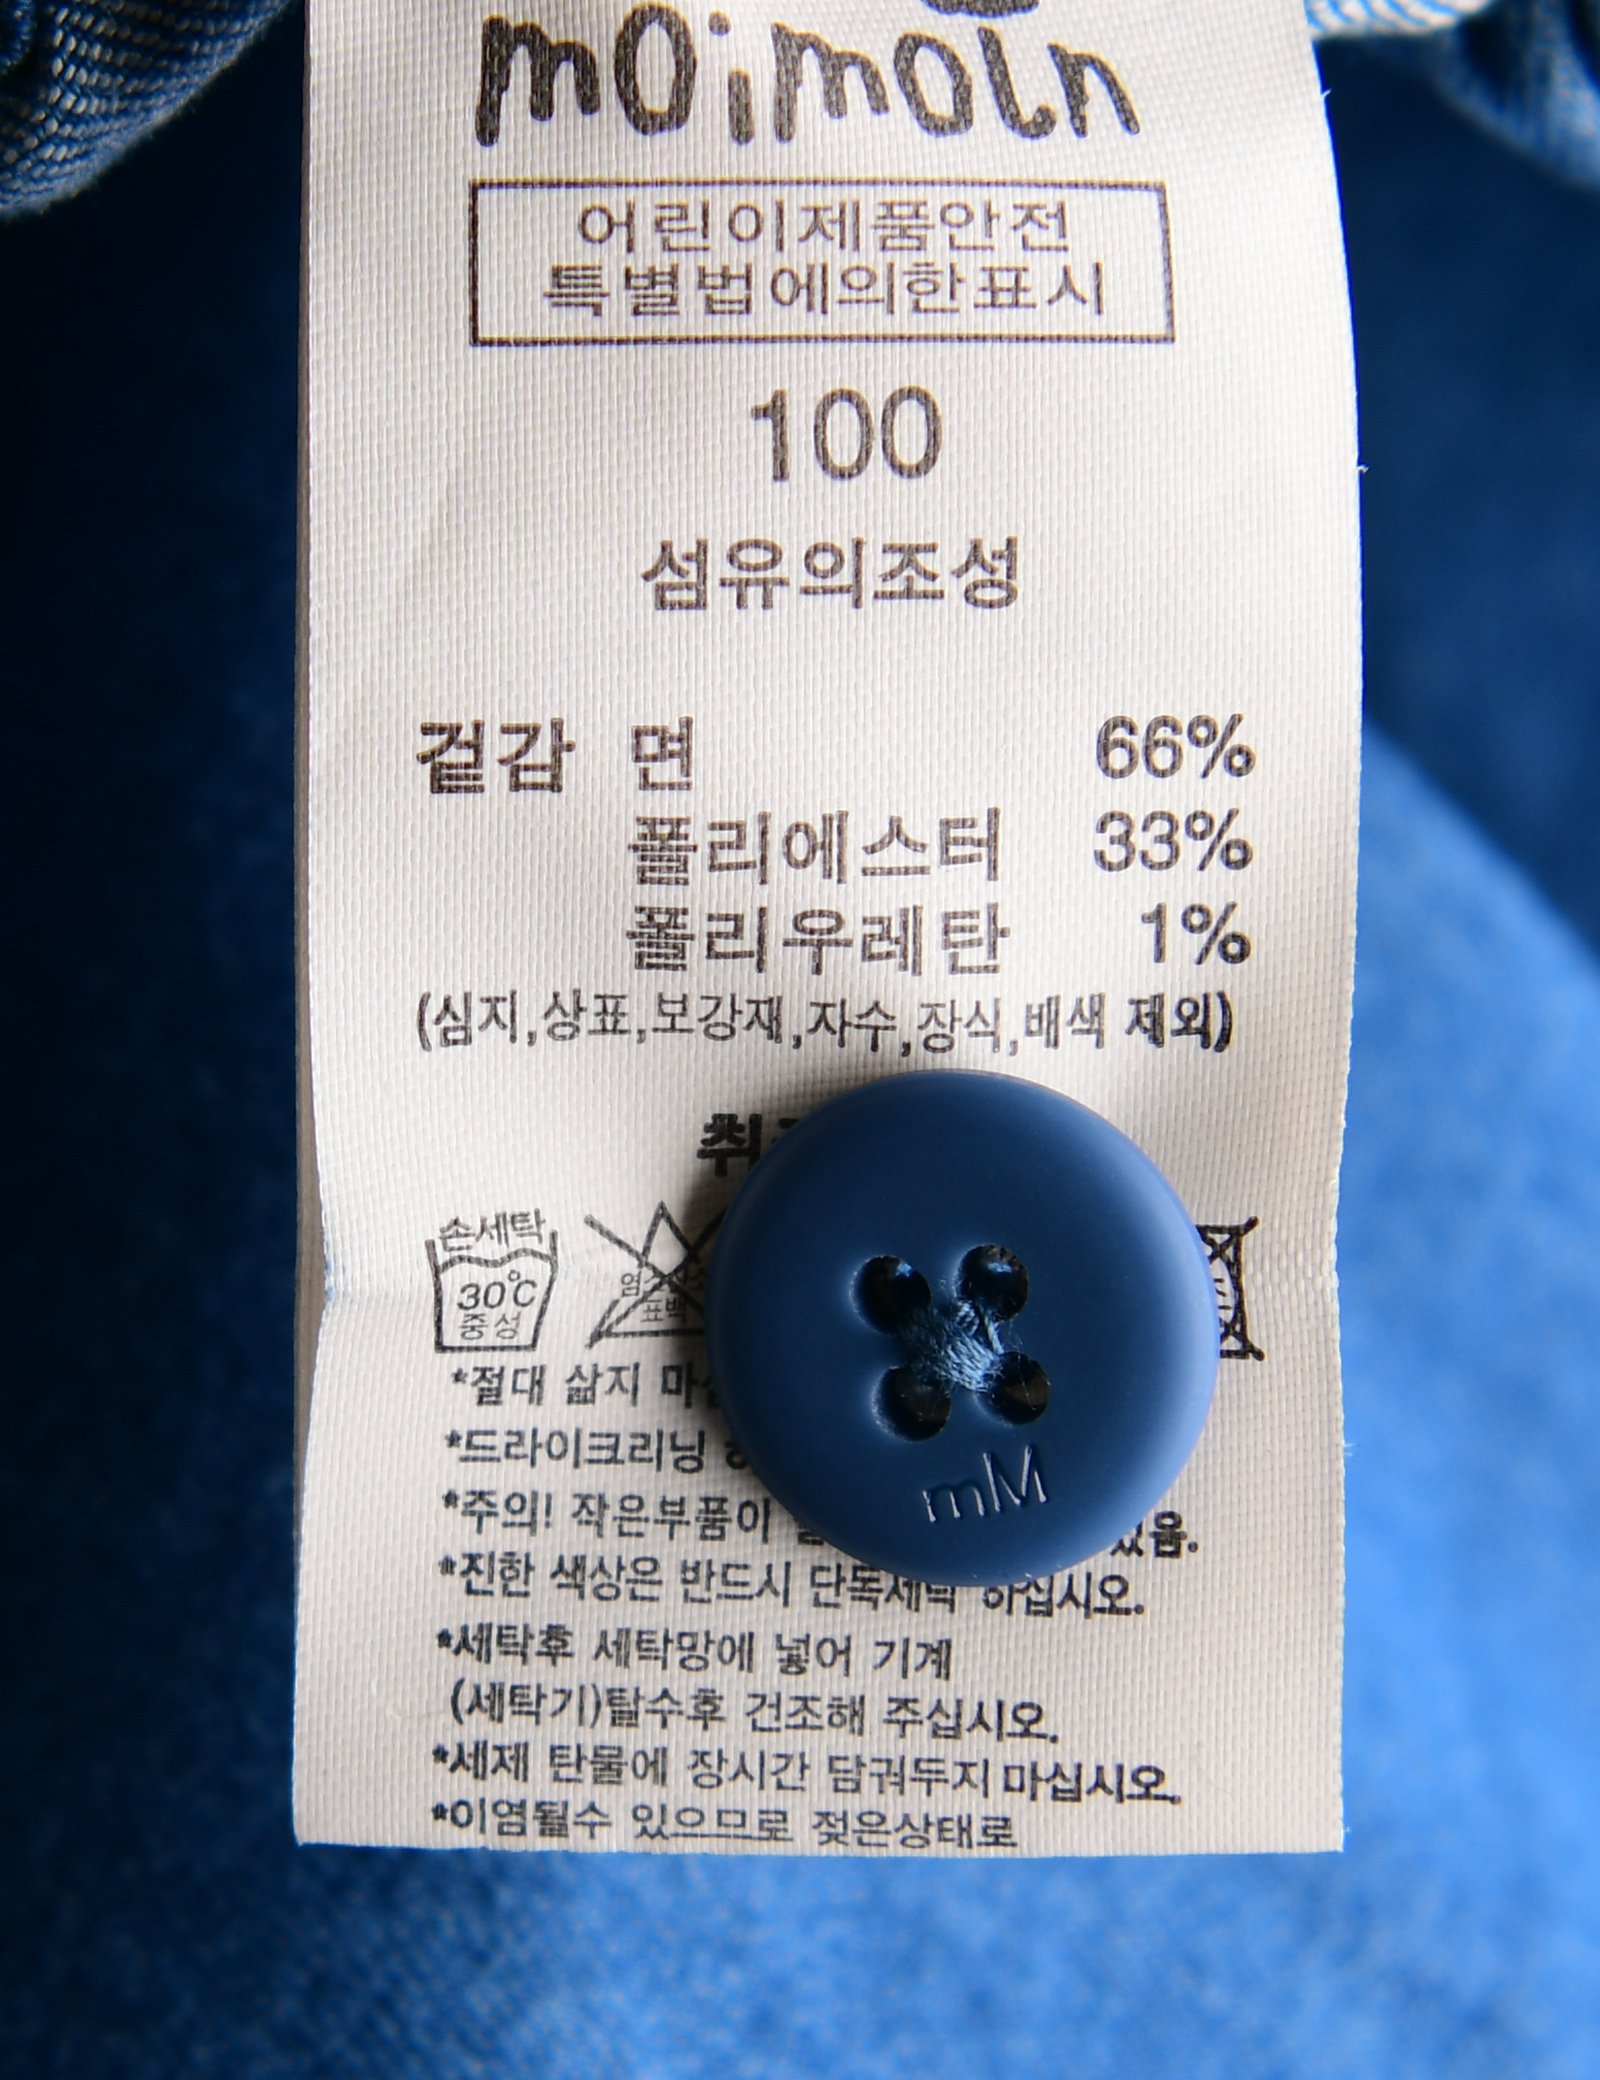 moimoln
어린이제품안전
특별법에의한표시
100
섬유의조성
겉감 면 66%
폴리에스터 33%
폴리우레탄 1%
(심지,상표,보강재,자수,장식,배색 제외)
손세탁
30℃
중성
표백
*절대 삶지
*드라이크리닝
*주의! 작은부품이 있음.
*진한 색상은 반드시 단독세탁 하십시오.
*세탁후 세탁망에 넣어 기계
(세탁기)탈수후 건조해 주십시오.
*세제 탄물에 장시간 담궈두지 마십시오.
*이염될수 있으므로 젖은상태로
mM